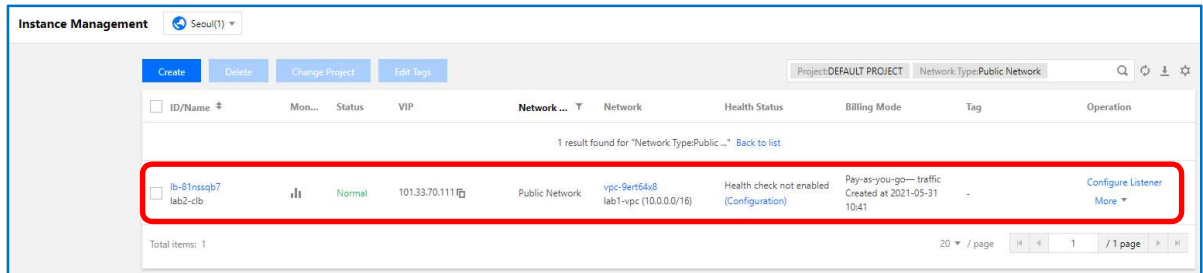 Instance Management Seoul(1)
Create Delete Change Project Edit Tags Project:DEFAULT PROJECT Network Type:Public Network
ID/Name Mon... Status VIP Network ... Network Health Status Billing Mode Tag Operation
1 result found for "Network Type:Public ..." Back to list
lb-81nssqb7
lab2-clb
Normal
101.33.70.111
Public Network
vpc-9ert64x8
lab1-vpc (10.0.0.0/16)
Health check not enabled
(Configuration)
Pay-as-you-go— traffic
Created at 2021-05-31
10:41
-
Configure Listener
More
Total items: 1 20 / page 1 / 1 page